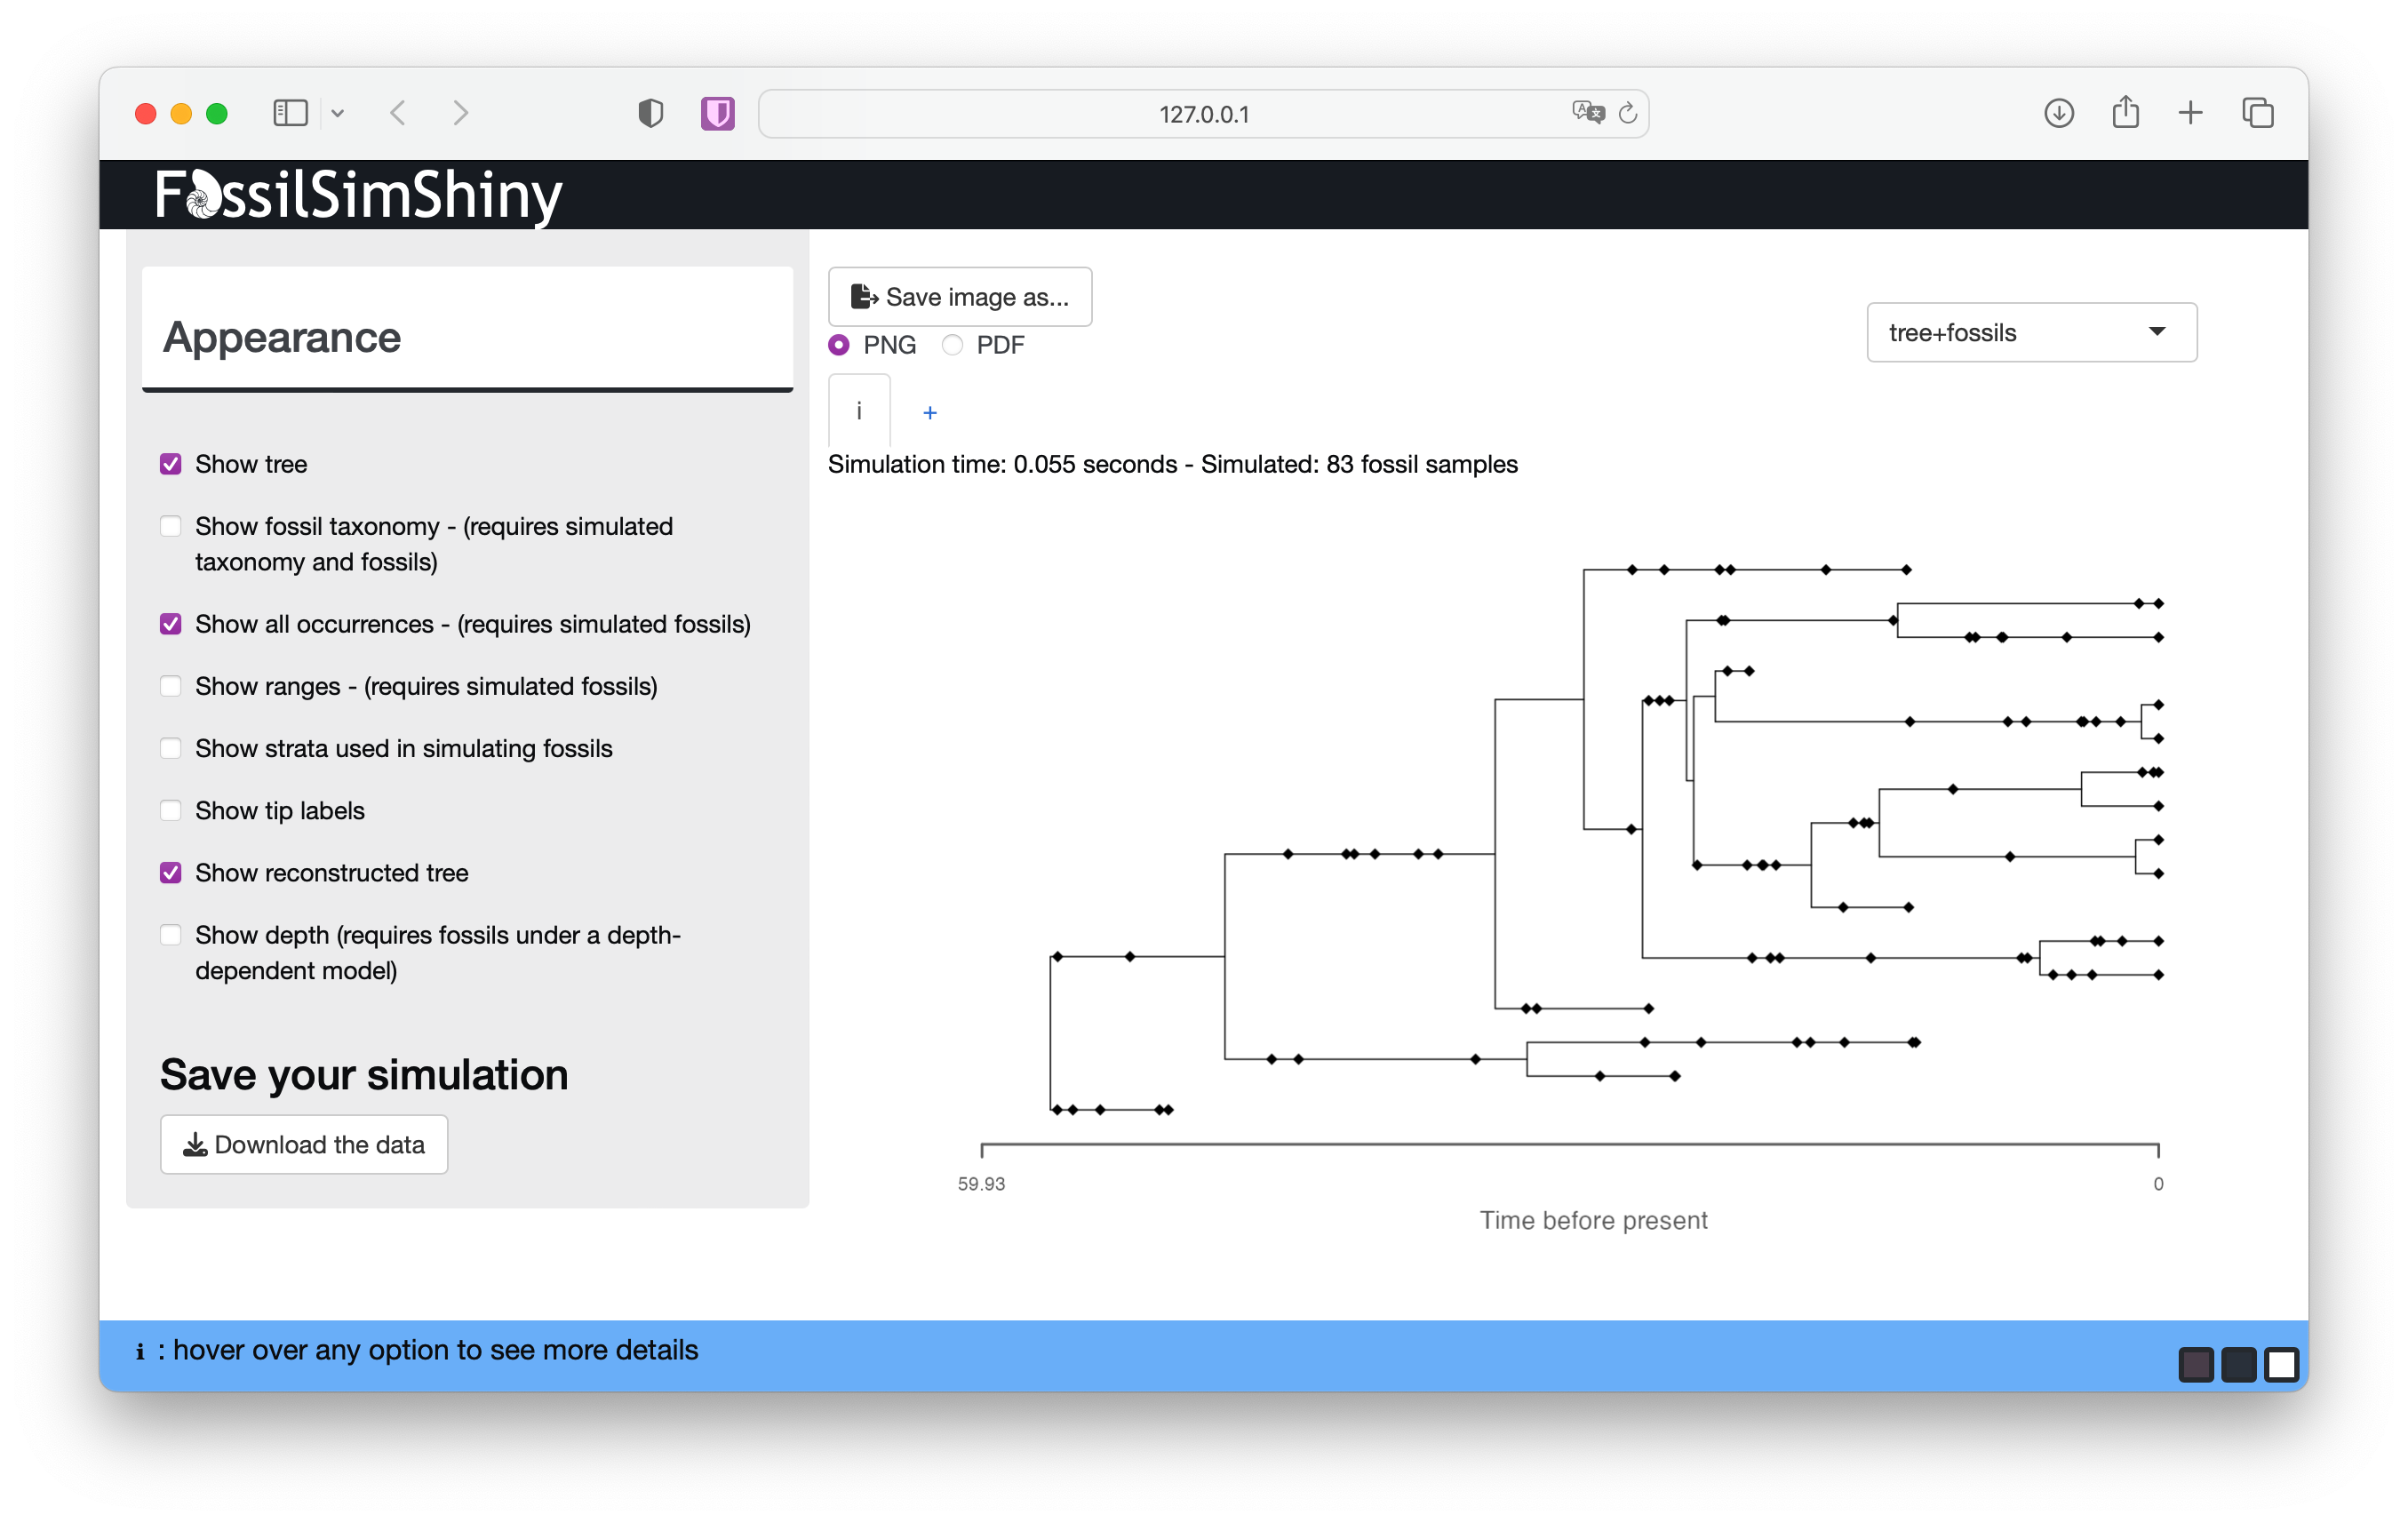 127.0.0.1
FossilSimShiny
Appearance
Show tree
Show fossil taxonomy - (requires simulated
taxonomy and fossils)
Show all occurrences - (requires simulated fossils)
Show ranges - (requires simulated fossils)
Show strata used in simulating fossils
Show tip labels
Show reconstructed tree
Show depth (requires fossils under a depth-
dependent model)
Save your simulation
Download the data
Save image as...
PNG PDF
tree+fossils
i +
Simulation time: 0.055 seconds - Simulated: 83 fossil samples
59.93 0
Time before present
i : hover over any option to see more details